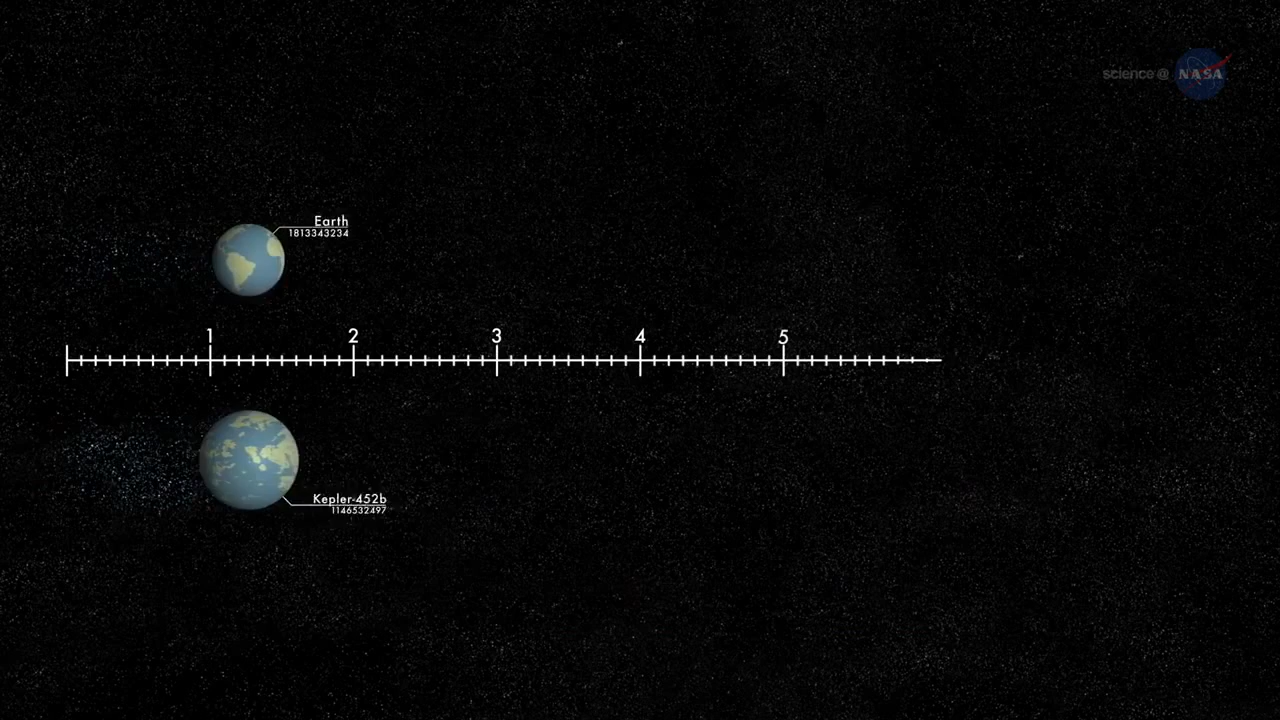 science@ NASA
Earth
1813343234
1 2 3 4 5
Kepler-452b
1146532497